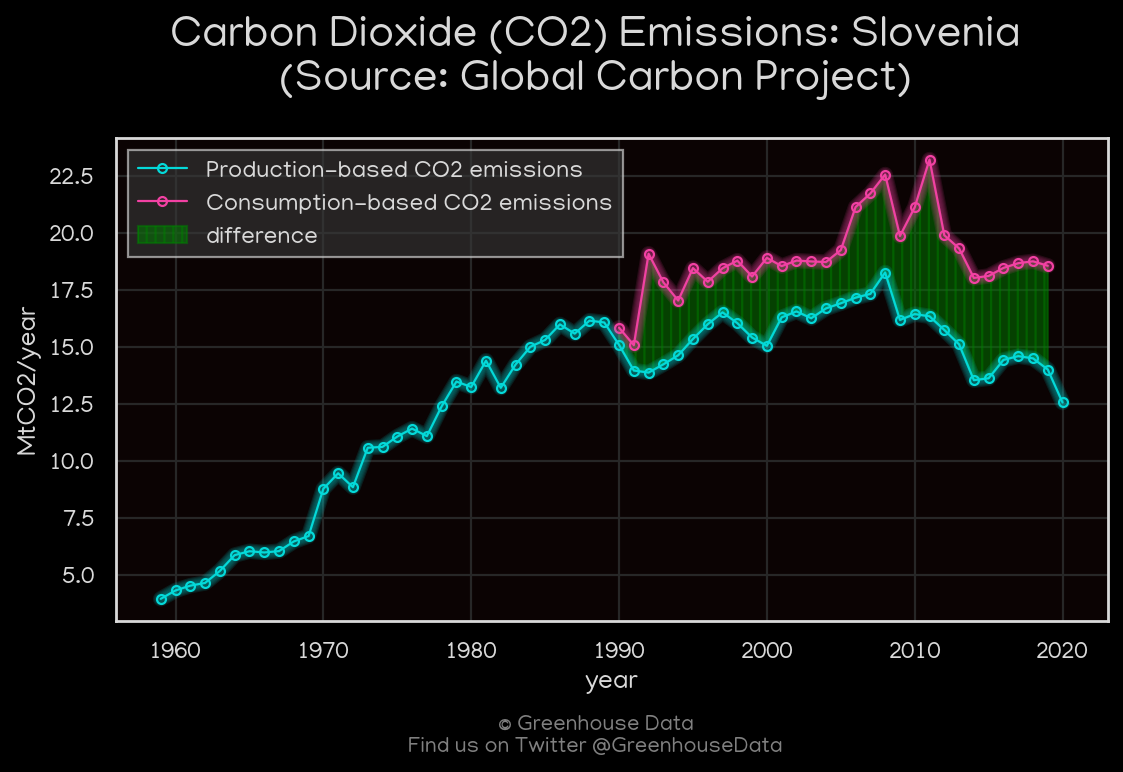 Carbon Dioxide (CO2) Emissions: Slovenia
(Source: Global Carbon Project)
Production-based CO2 emissions
Consumption-based CO2 emissions
difference
MtCO2/year
22.5
20.0
17.5
15.0
12.5
10.0
7.5
5.0
1960 1970 1980 1990 2000 2010 2020
year
© Greenhouse Data
Find us on Twitter @GreenhouseData